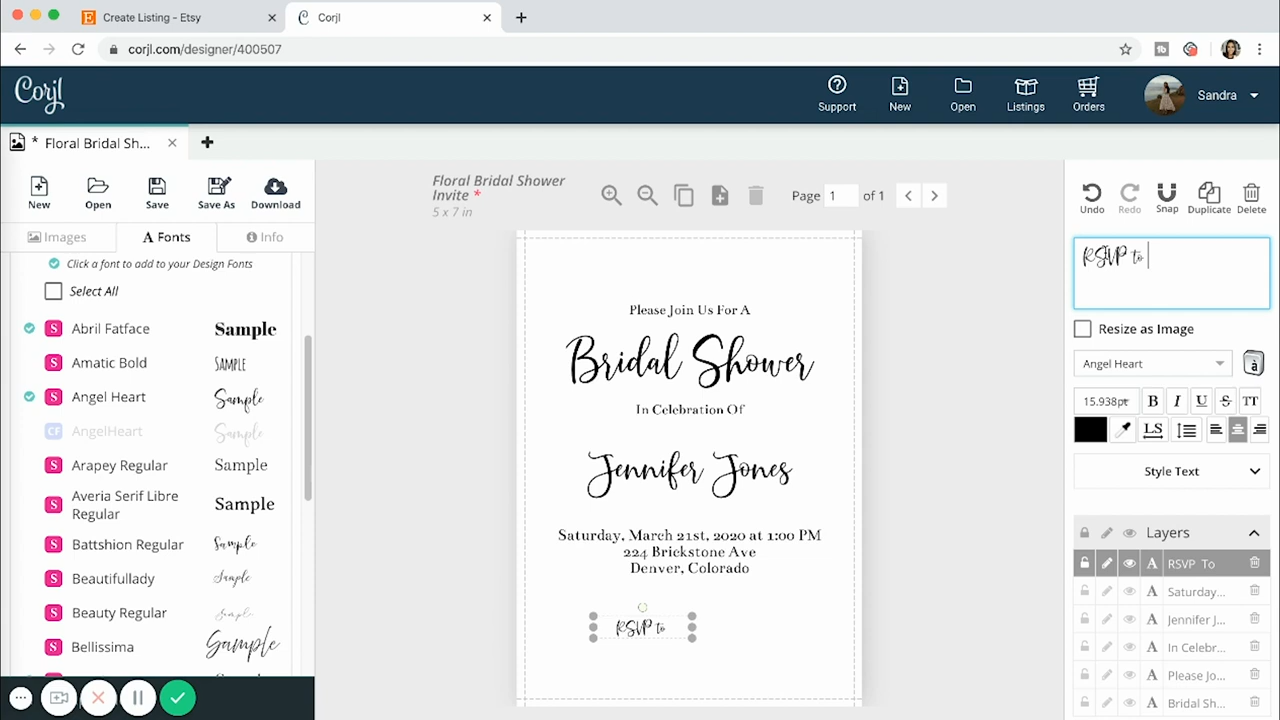 Create Listing - Etsy
Corjl
corjl.com/designer/400507
Corjl
Support
New
Open
Listings
Orders
Sandra
* Floral Bridal Sh...
New
Open
Save
Save As
Download
Images
Fonts
Info
Click a font to add to your Design Fonts
Select All
S Abril Fatface Sample
S Amatic Bold SAMPLE
S Angel Heart Sample
CF AngelHeart Sample
S Arapey Regular Sample
S Averia Serif Libre Regular Sample
S Battshion Regular Sample
S Beautifullady Sample
S Beauty Regular Sample
S Bellissima Sample
Floral Bridal Shower
Invite *
5 x 7 in
Page 1 of 1
Please Join Us For A
Bridal Shower
In Celebration Of
Jennifer Jones
Saturday, March 21st, 2020 at 1:00 PM
224 Brickstone Ave
Denver, Colorado
RSVP to
Undo
Redo
Snap
Duplicate
Delete
RSVP to
Resize as Image
Angel Heart
à
15.938pt
B I U S TT
LS
Style Text
Layers
A RSVP To
A Saturday...
A Jennifer J...
A In Celebr...
A Please Jo...
A Bridal Sh...